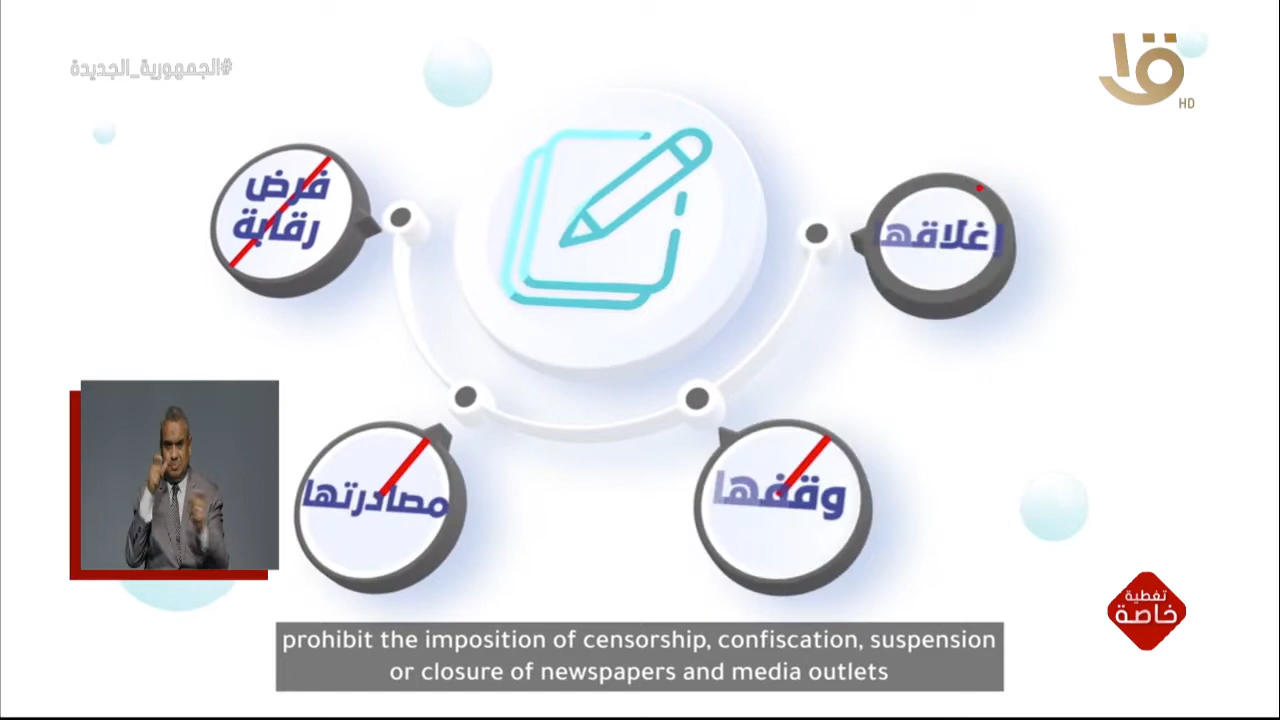 #الجمهورية_الجديدة
HD
فرض
رقابة
إغلاقها
مصادرتها
وقفها
تغطية
خاصة
prohibit the imposition of censorship, confiscation, suspension
or closure of newspapers and media outlets